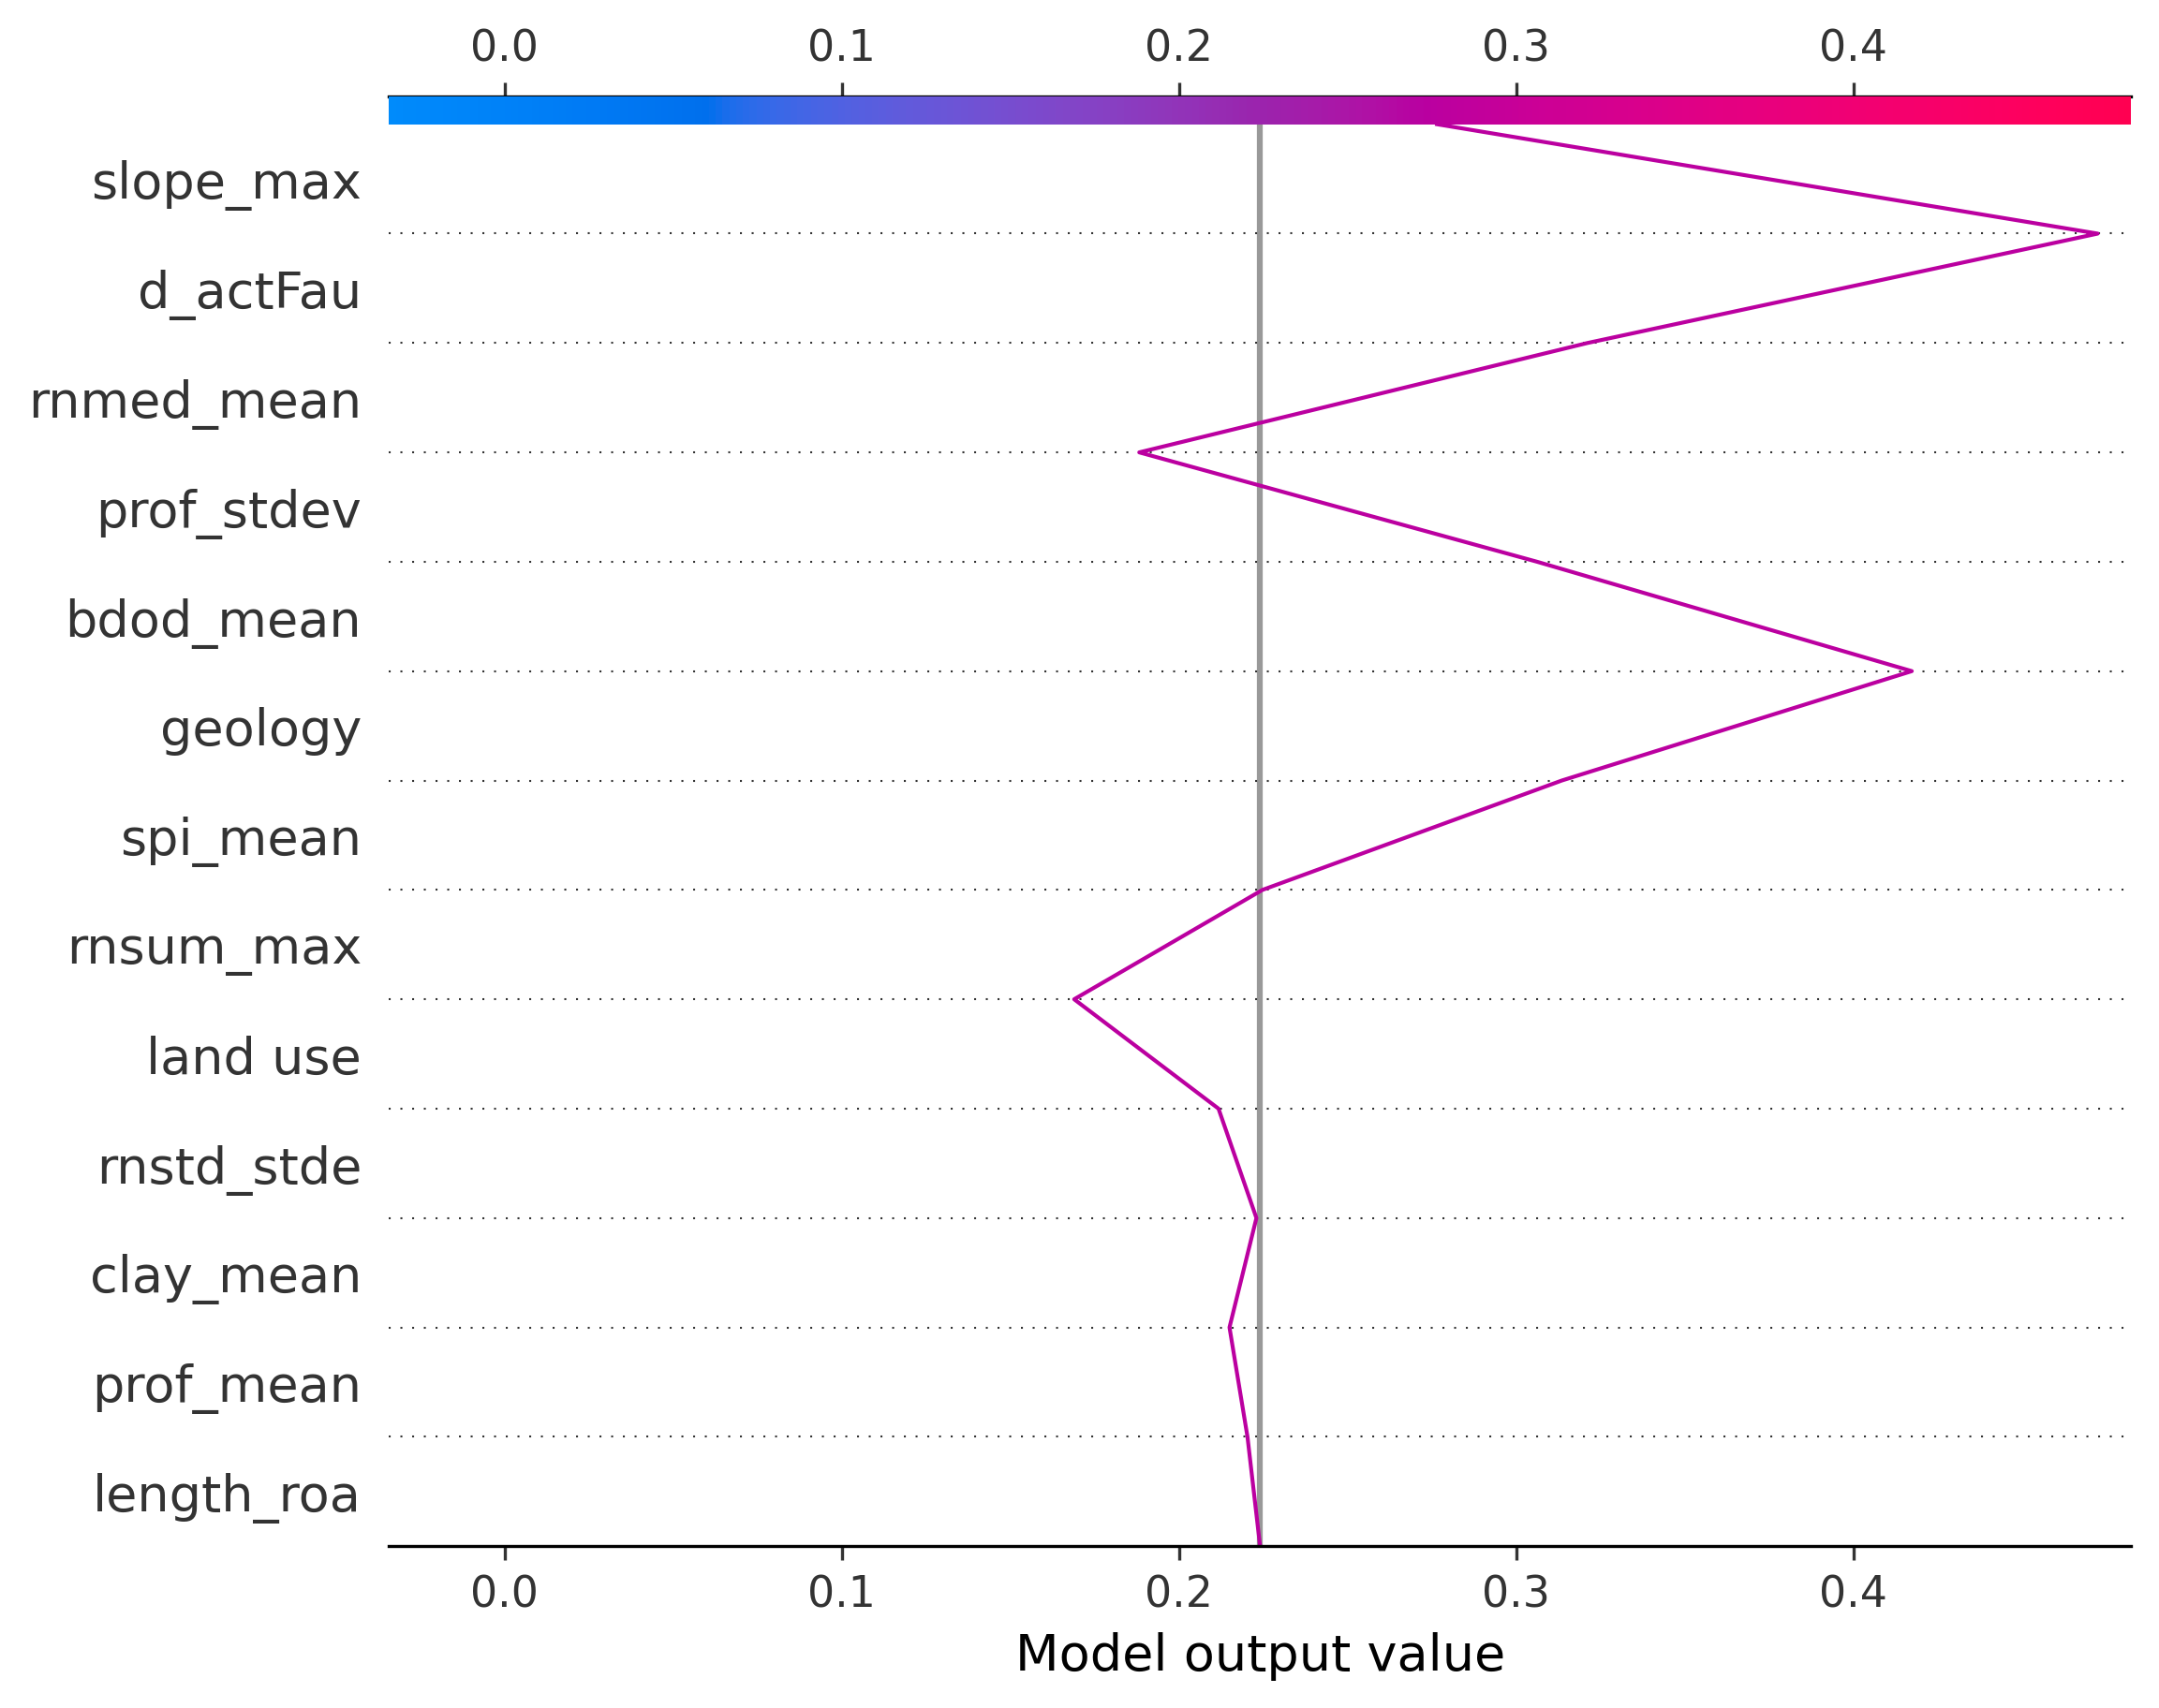 0.0 0.1 0.2 0.3 0.4
slope_max
d_actFau
rnmed_mean
prof_stdev
bdod_mean
geology
spi_mean
rnsum_max
land use
rnstd_stde
clay_mean
prof_mean
length_roa
0.0 0.1 0.2 0.3 0.4
Model output value